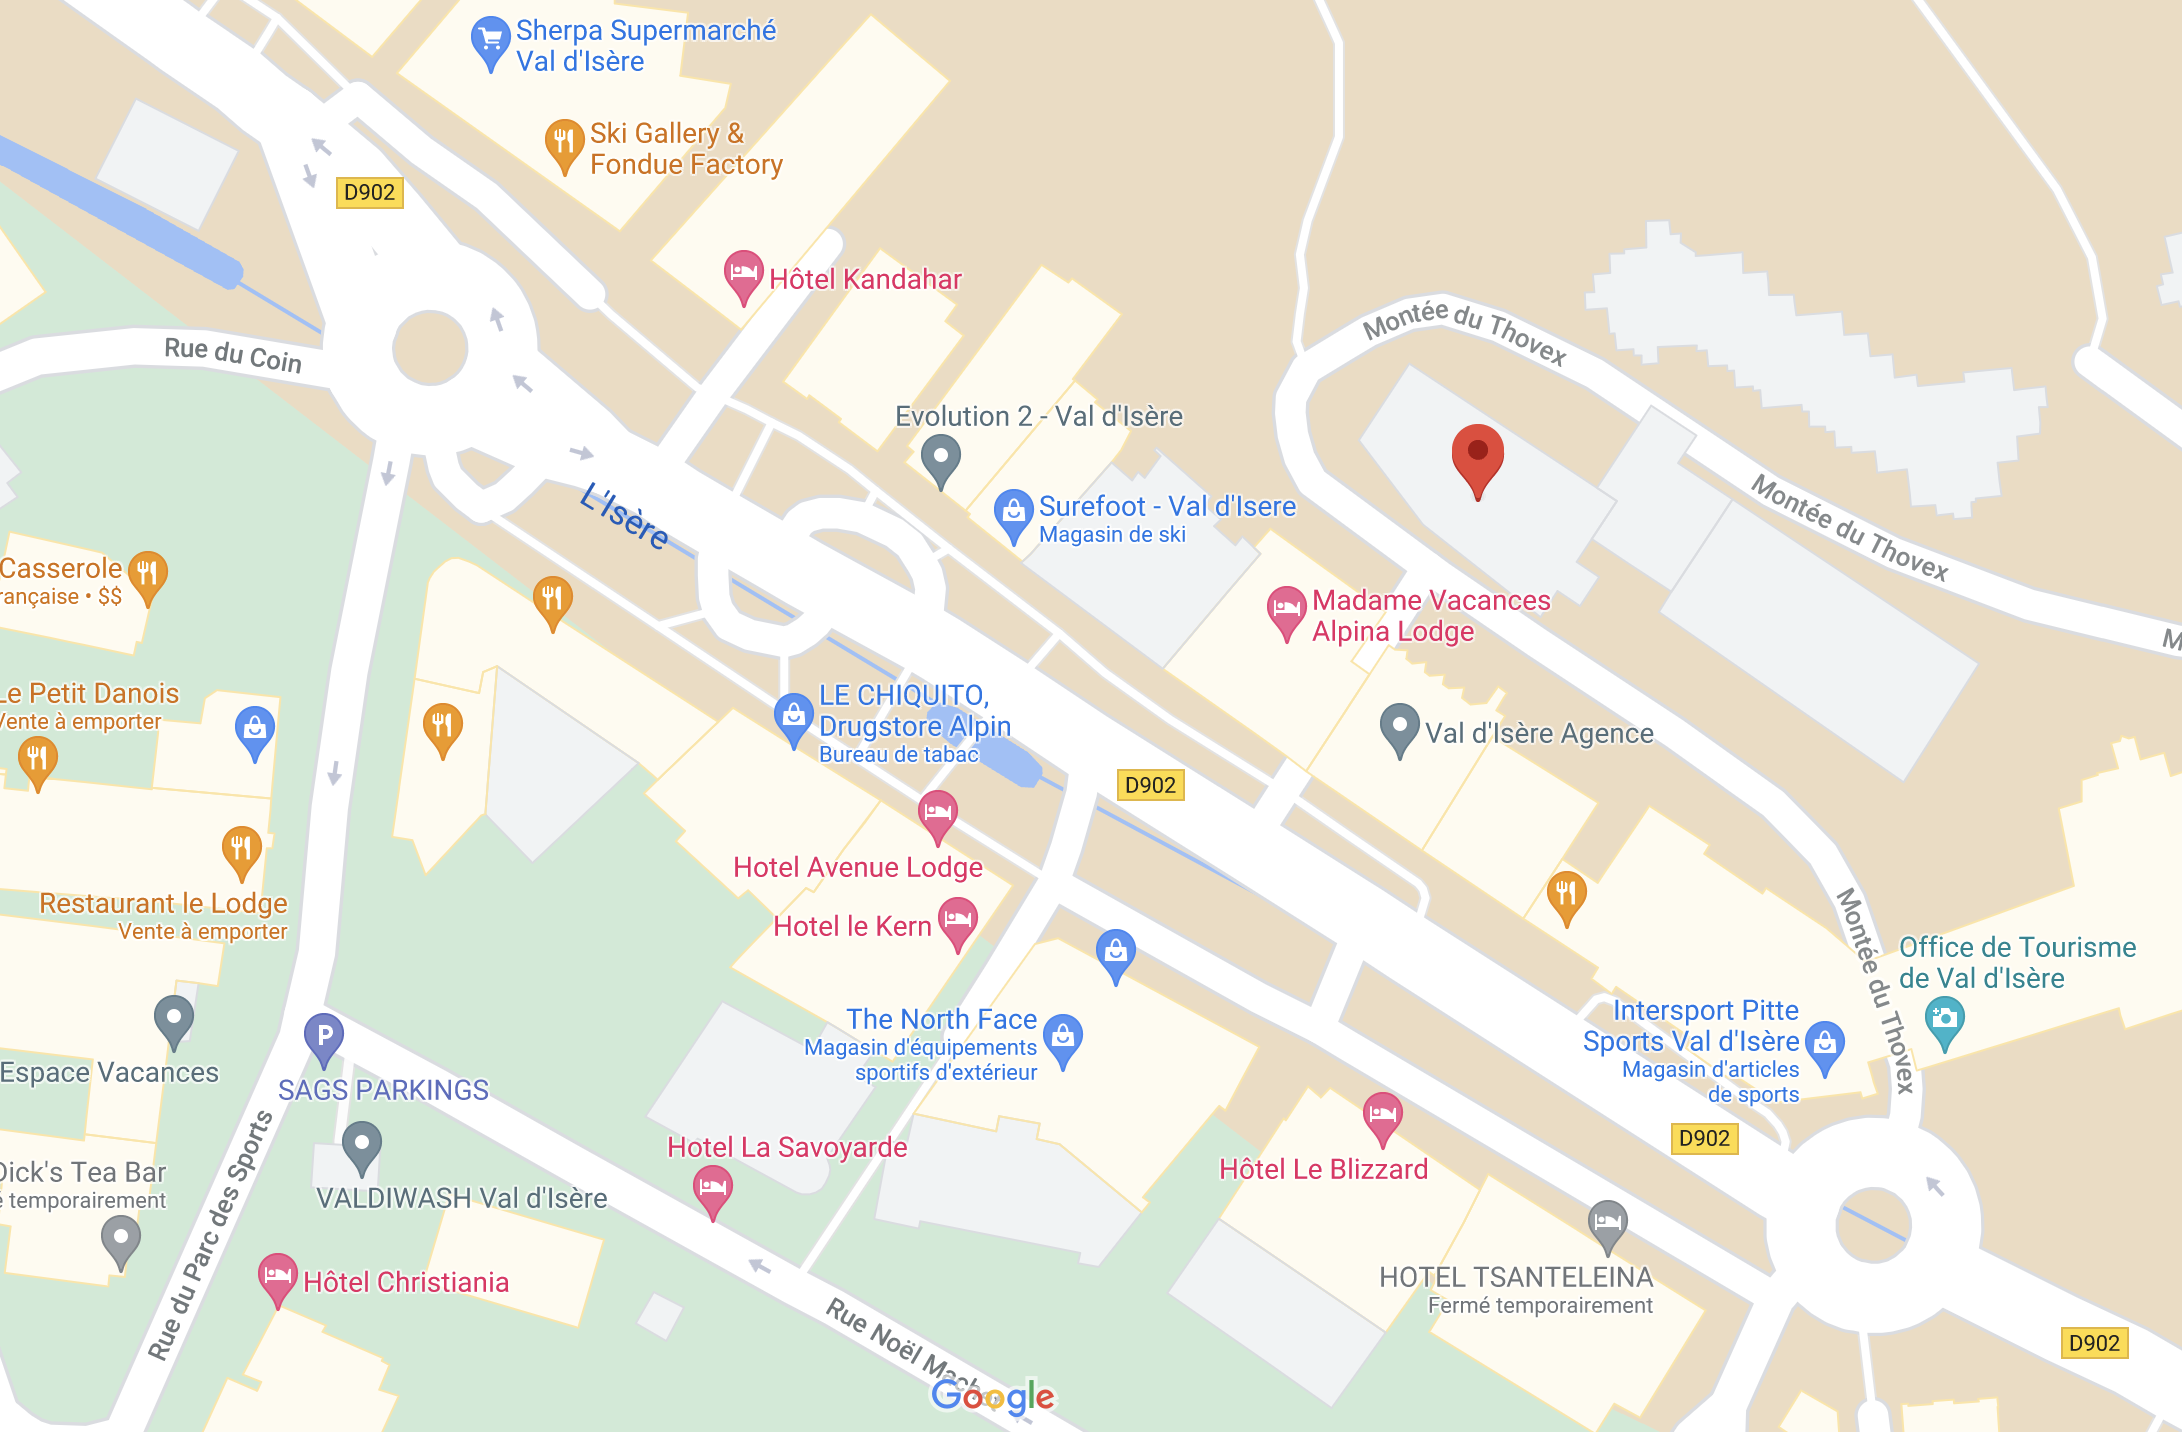 Sherpa Supermarché
Val d'Isère
Ski Gallery &
Fondue Factory
D902
Hôtel Kandahar
Rue du Coin
Montée du Thovex
Evolution 2 - Val d'Isère
L'Isère
Surefoot - Val d'Isere
Magasin de ski
Montée du Thovex
Casserole
rançaise • $$
Madame Vacances
Alpina Lodge
M
Le Petit Danois
Vente à emporter
LE CHIQUITO,
Drugstore Alpin
Bureau de tabac
Val d'Isère Agence
D902
Hotel Avenue Lodge
Restaurant le Lodge
Vente à emporter
Hotel le Kern
Montée du Thovex
Office de Tourisme
de Val d'Isère
The North Face
Magasin d'équipements
sportifs d'extérieur
Intersport Pitte
Sports Val d'Isère
Magasin d'articles
de sports
Espace Vacances
P
SAGS PARKINGS
D902
Hotel La Savoyarde
Hôtel Le Blizzard
Dick's Tea Bar
é temporairement
VALDIWASH Val d'Isère
Rue du Parc des Sports
Hôtel Christiania
HOTEL TSANTELEINA
Fermé temporairement
Rue Noël Mache
D902
Google